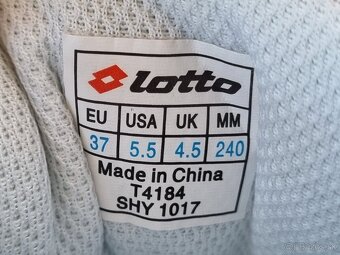 lotto
EU USA UK MM
37 5.5 4.5 240
Made in China
T4184
SHY 1017